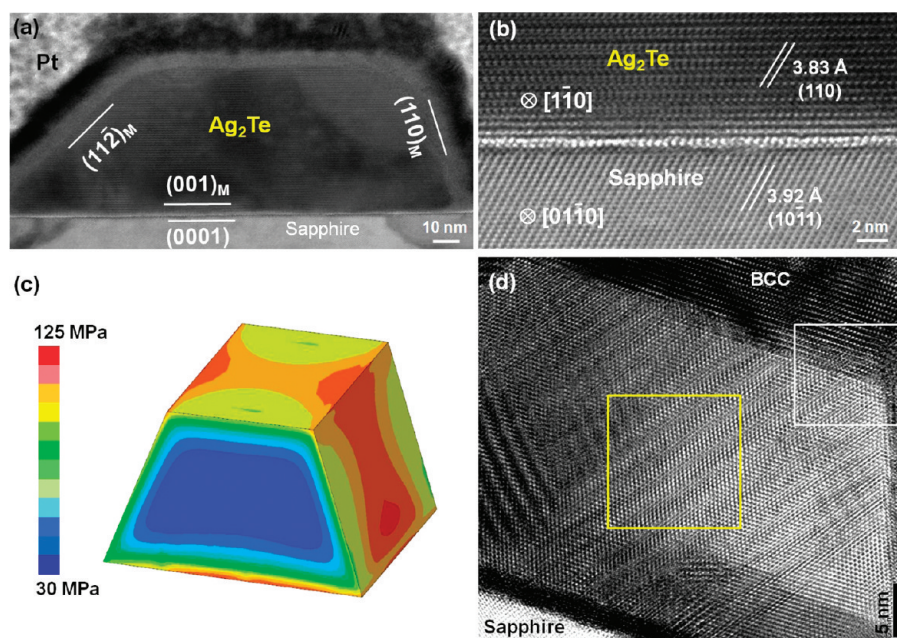 (a)
Pt
Ag₂Te
(112̄)M
(110)M
(001)M
(0001)
Sapphire
10 nm
(b)
Ag₂Te
3.83 A
(110)
⊗ [11̄0]
Sapphire
3.92 A
(101̄1)
⊗ [011̄0]
2 nm
(c)
125 MPa
30 MPa
(d)
BCC
5 nm
Sapphire